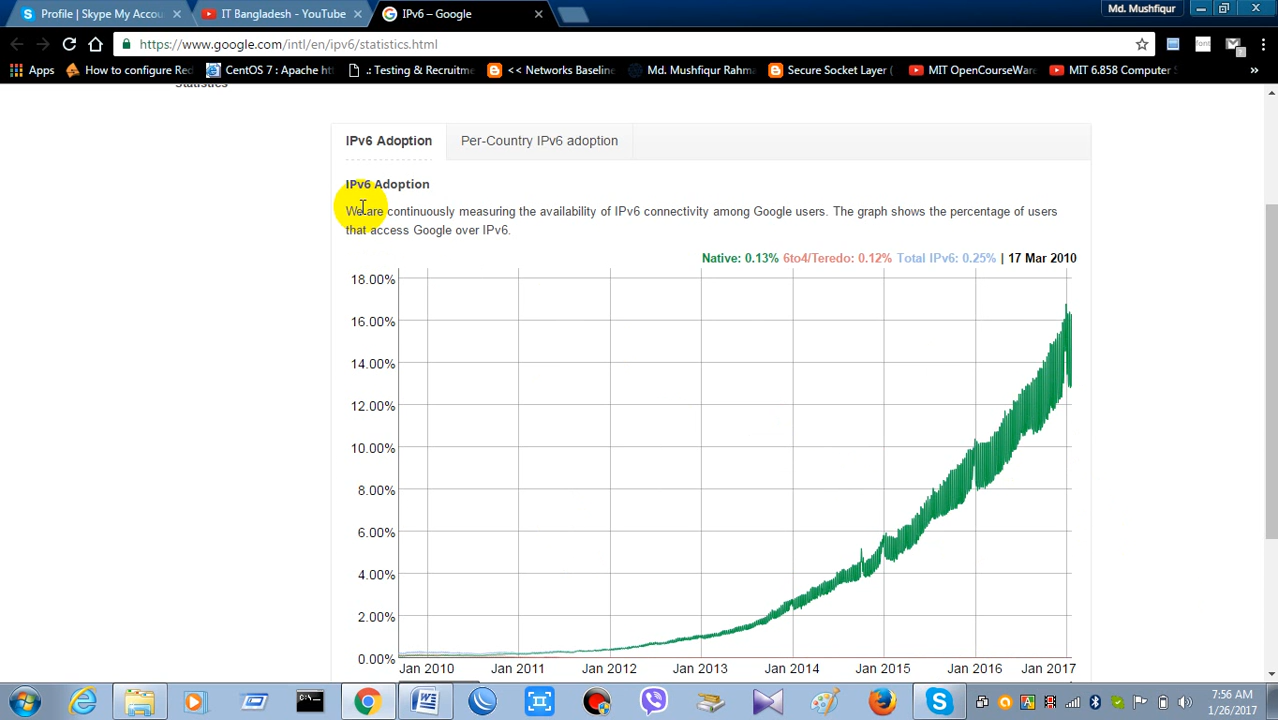 Profile | Skype My Accou
IT Bangladesh - YouTube
IPv6 – Google
Md. Mushfiqur
https://www.google.com/intl/en/ipv6/statistics.html
Apps
How to configure Red
CentOS 7 : Apache htt
.: Testing & Recruitme
<< Networks Baseline
Md. Mushfiqur Rahma
Secure Socket Layer (
MIT OpenCourseWare
MIT 6.858 Computer S
»
Statistics
IPv6 Adoption
Per-Country IPv6 adoption
IPv6 Adoption
We are continuously measuring the availability of IPv6 connectivity among Google users. The graph shows the percentage of users
that access Google over IPv6.
Native: 0.13% 6to4/Teredo: 0.12% Total IPv6: 0.25% | 17 Mar 2010
18.00%
16.00%
14.00%
12.00%
10.00%
8.00%
6.00%
4.00%
2.00%
0.00%
Jan 2010 Jan 2011 Jan 2012 Jan 2013 Jan 2014 Jan 2015 Jan 2016 Jan 2017
7:56 AM
1/26/2017